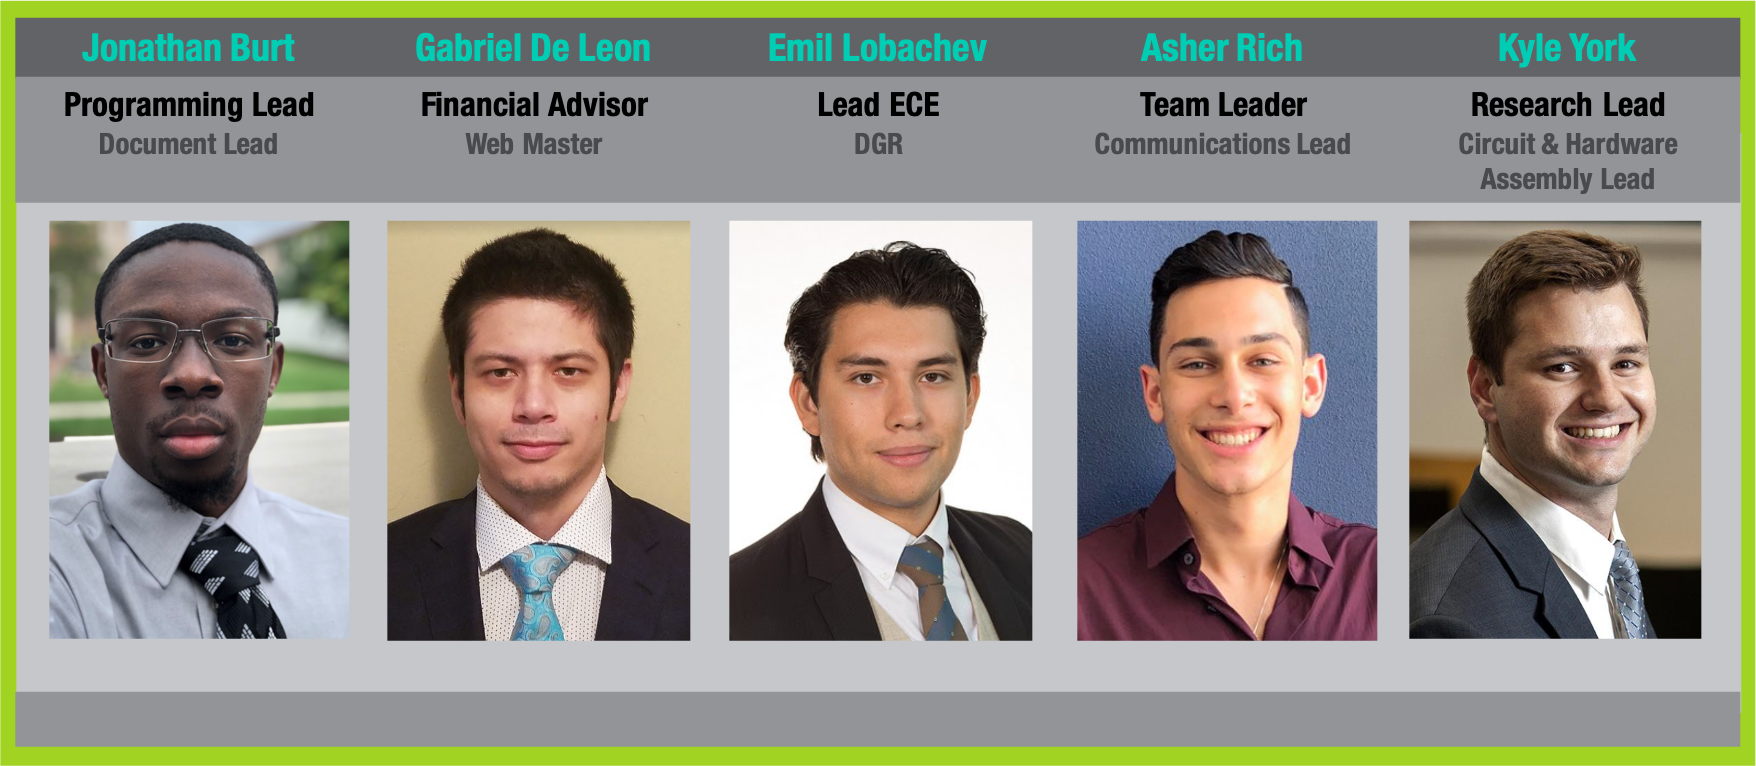 Jonathan Burt
Gabriel De Leon
Emil Lobachev
Asher Rich
Kyle York
Programming Lead
Financial Advisor
Lead ECE
Team Leader
Research Lead
Document Lead
Web Master
DGR
Communications Lead
Circuit & Hardware
Assembly Lead